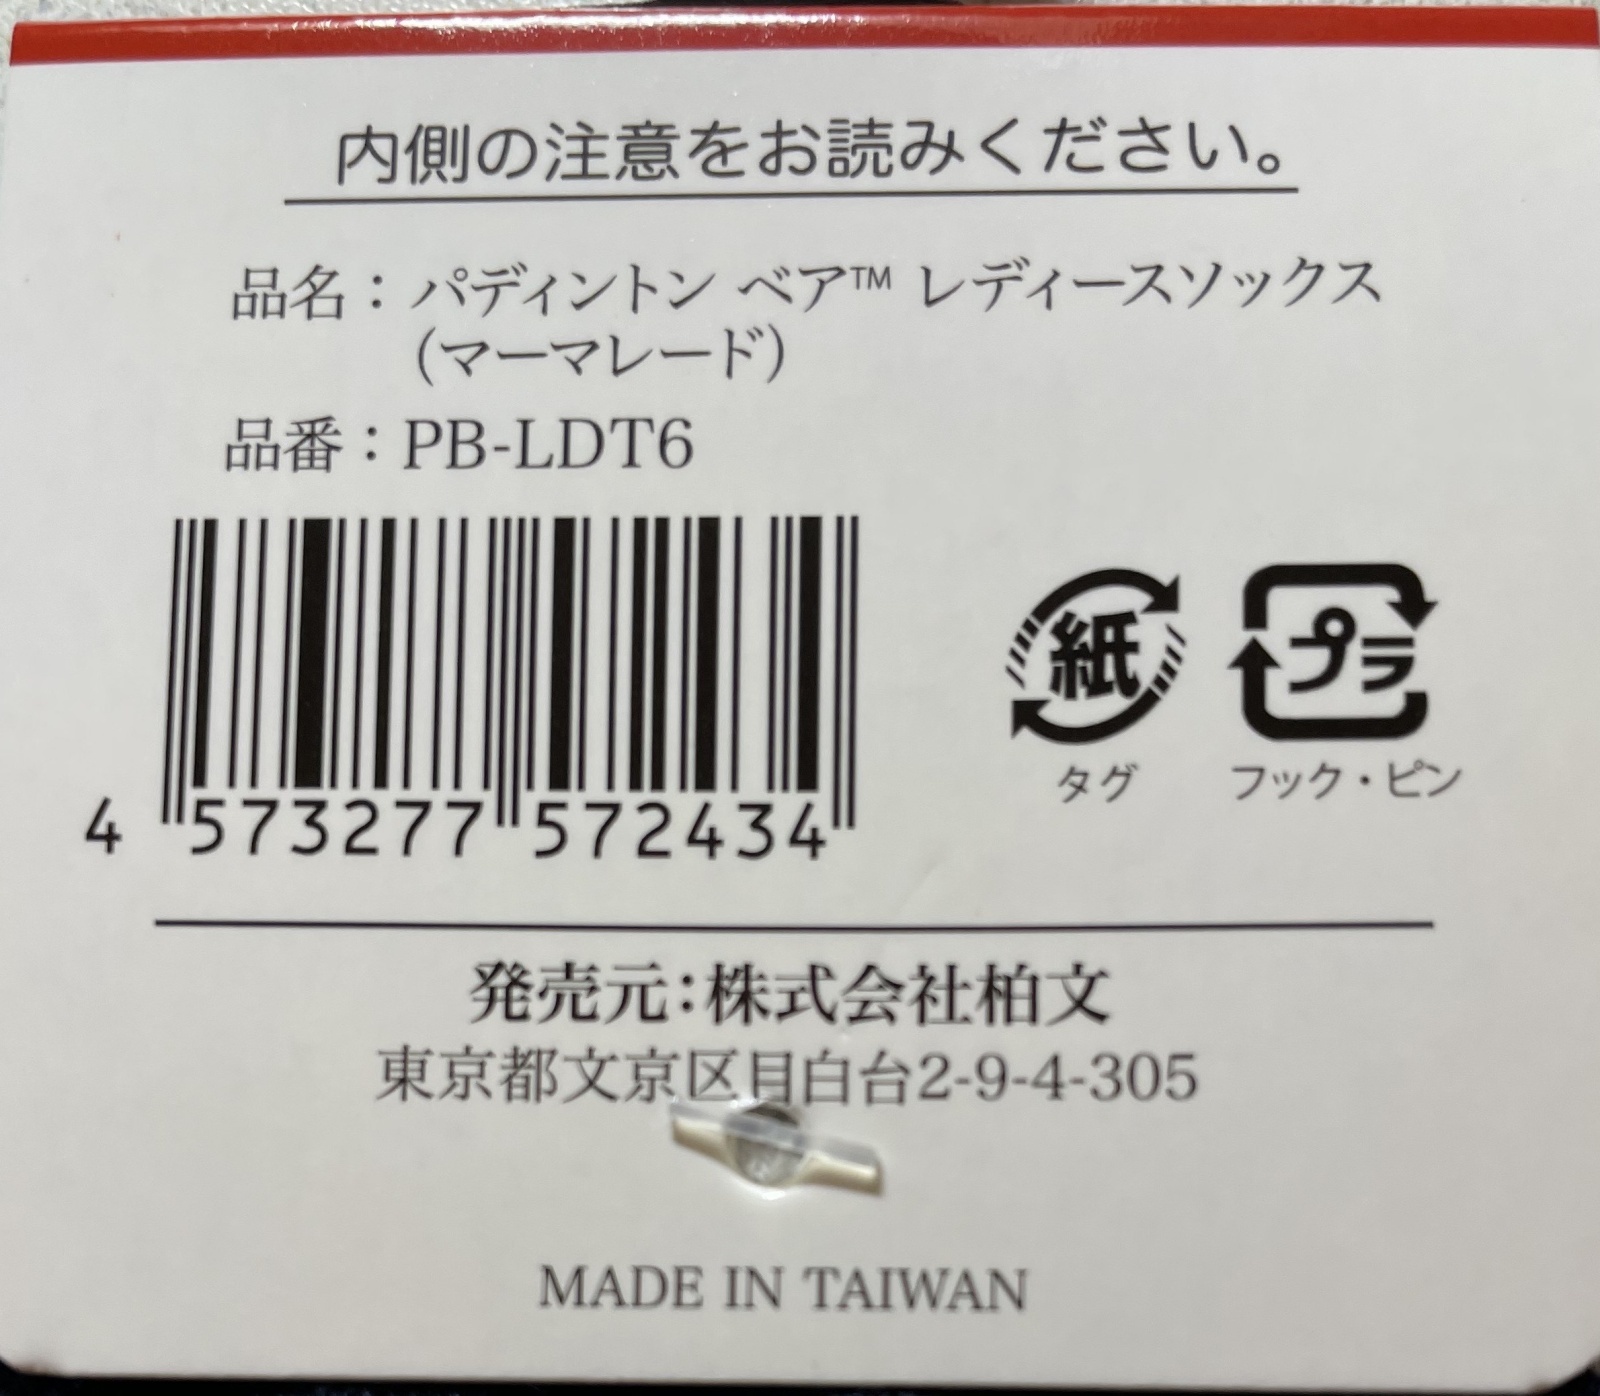 内側の注意をお読みください。
品名：パディントン ベア™ レディースソックス
（マーマレード）
品番：PB-LDT6
4 573277 572434
紙 プラ
タグ フック・ピン
発売元：株式会社柏文
東京都文京区目白台2-9-4-305
MADE IN TAIWAN